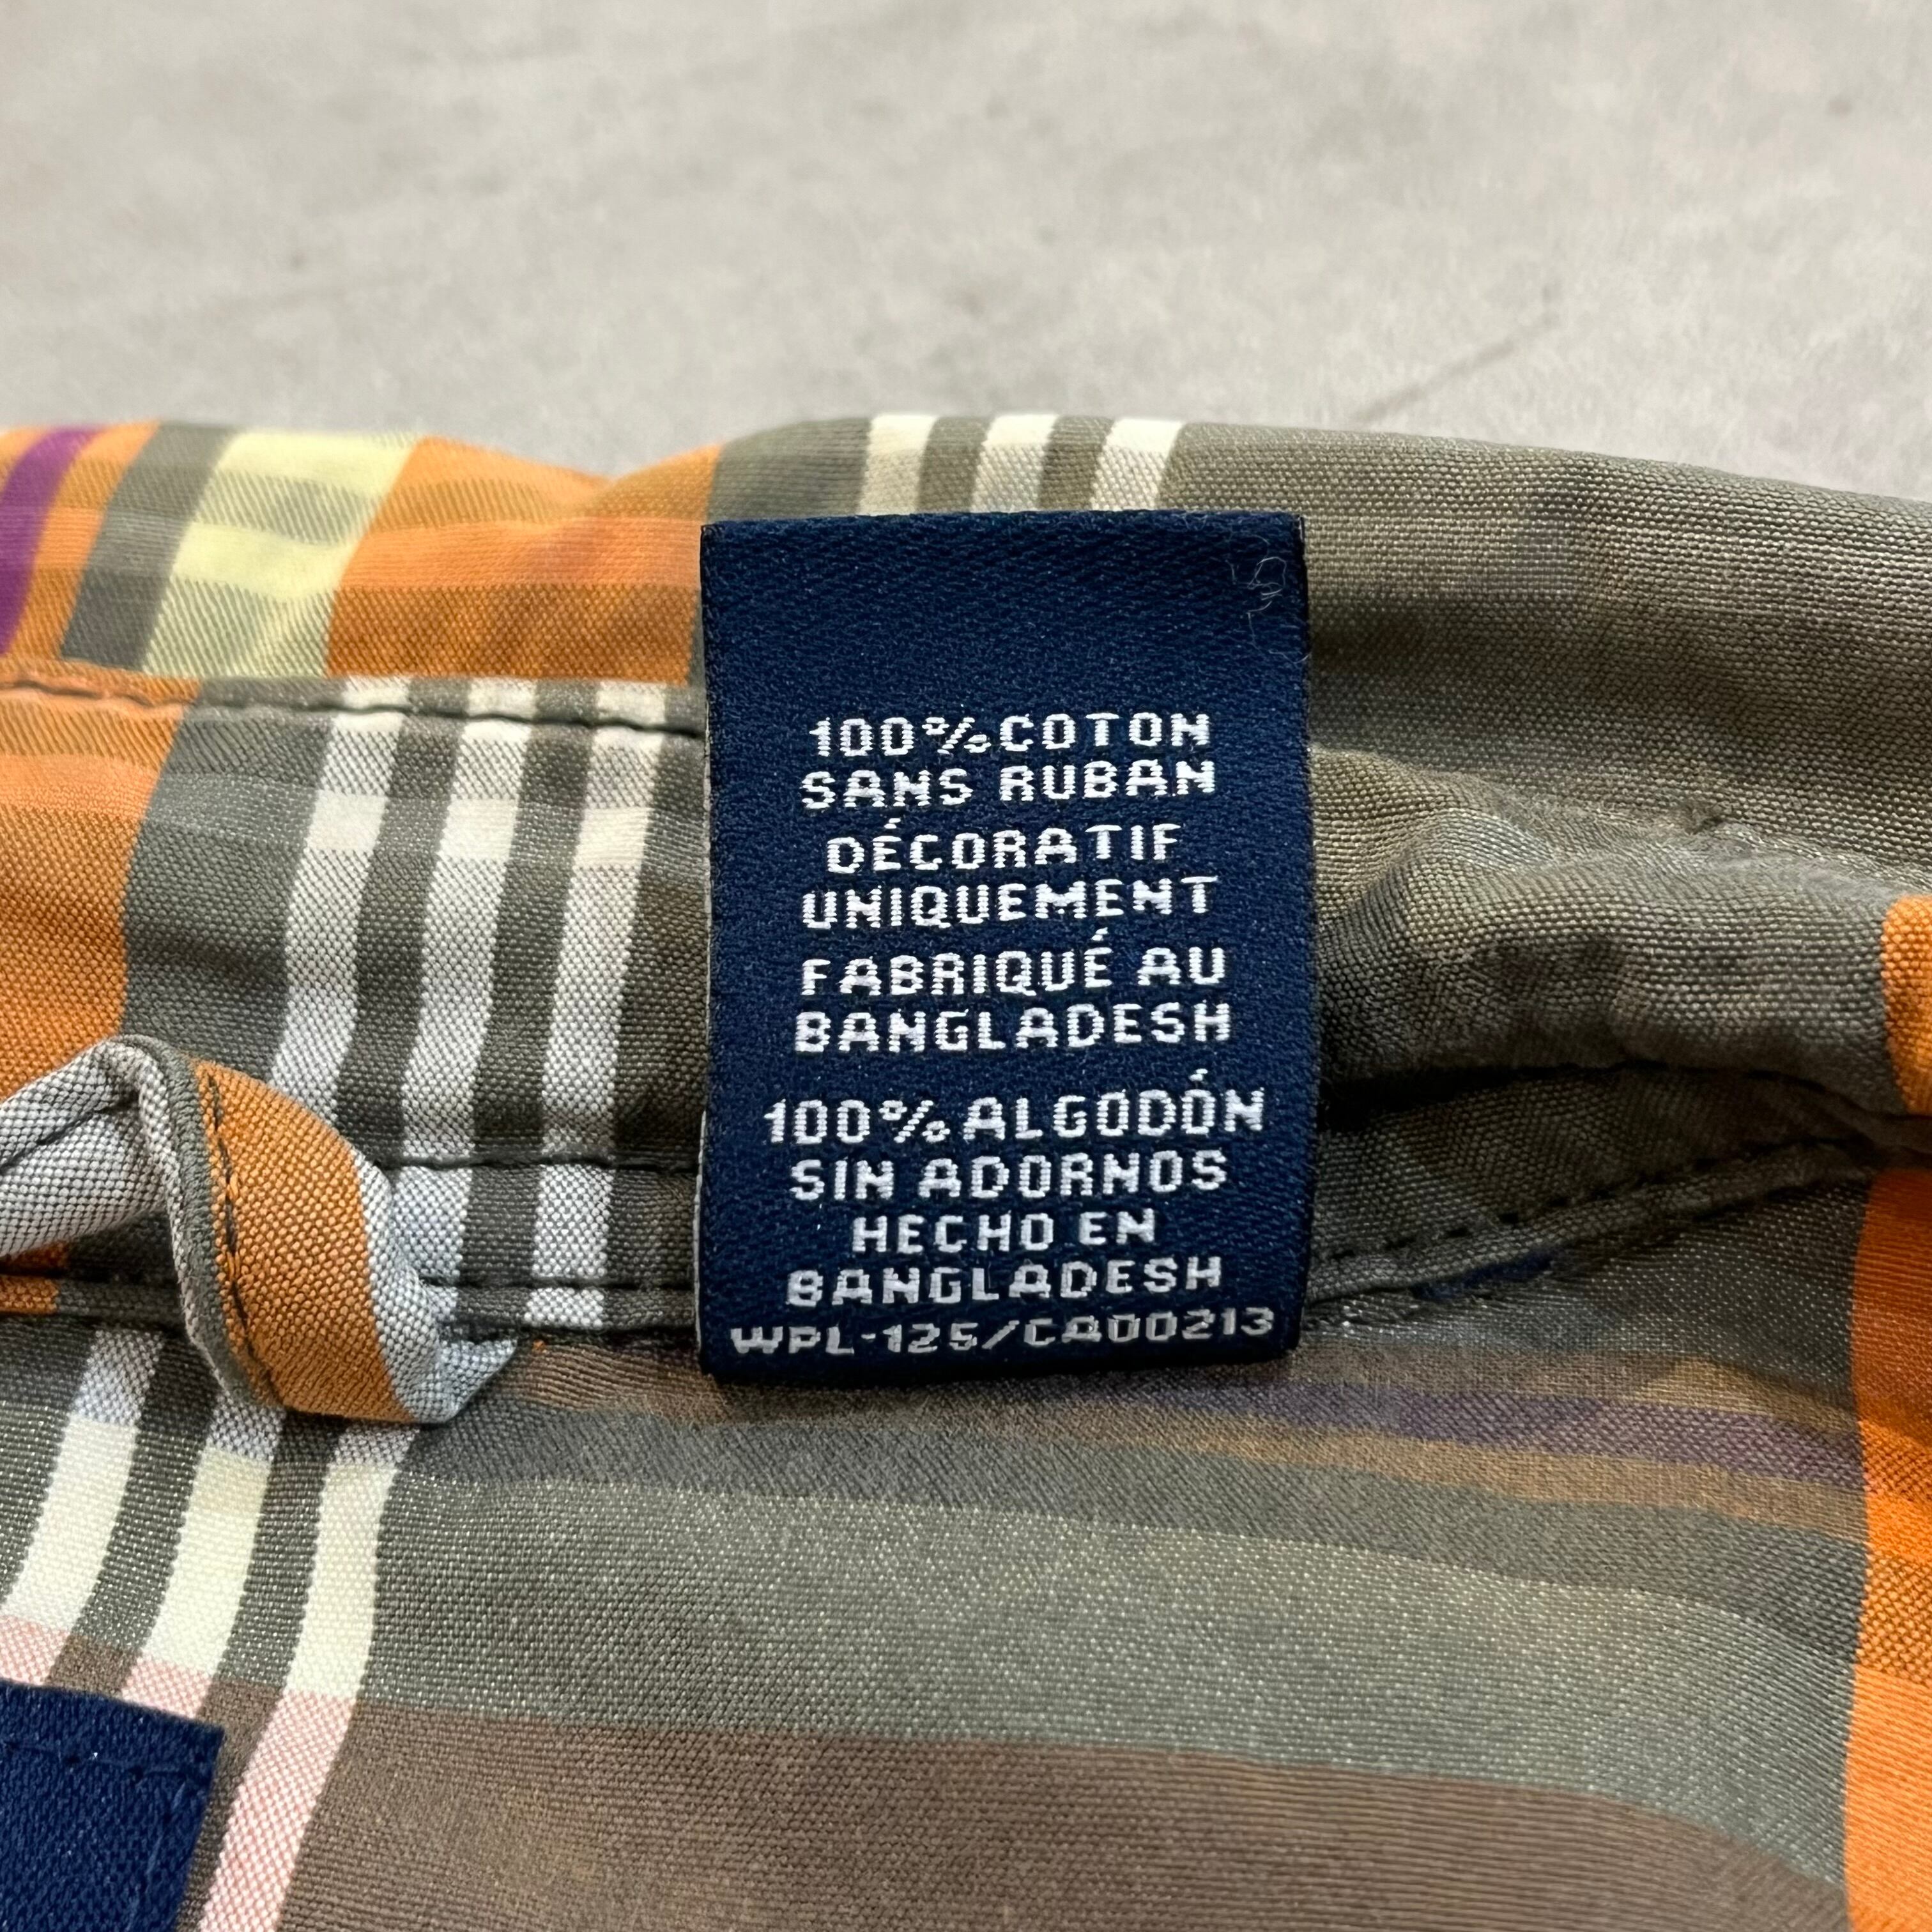 100% COTON
SANS RUBAN
DÉCORATIF
UNIQUEMENT
FABRIQUÉ AU
BANGLADESH
100% ALGODÓN
SIN ADORNOS
HECHO EN
BANGLADESH
WPL-125/CA00213